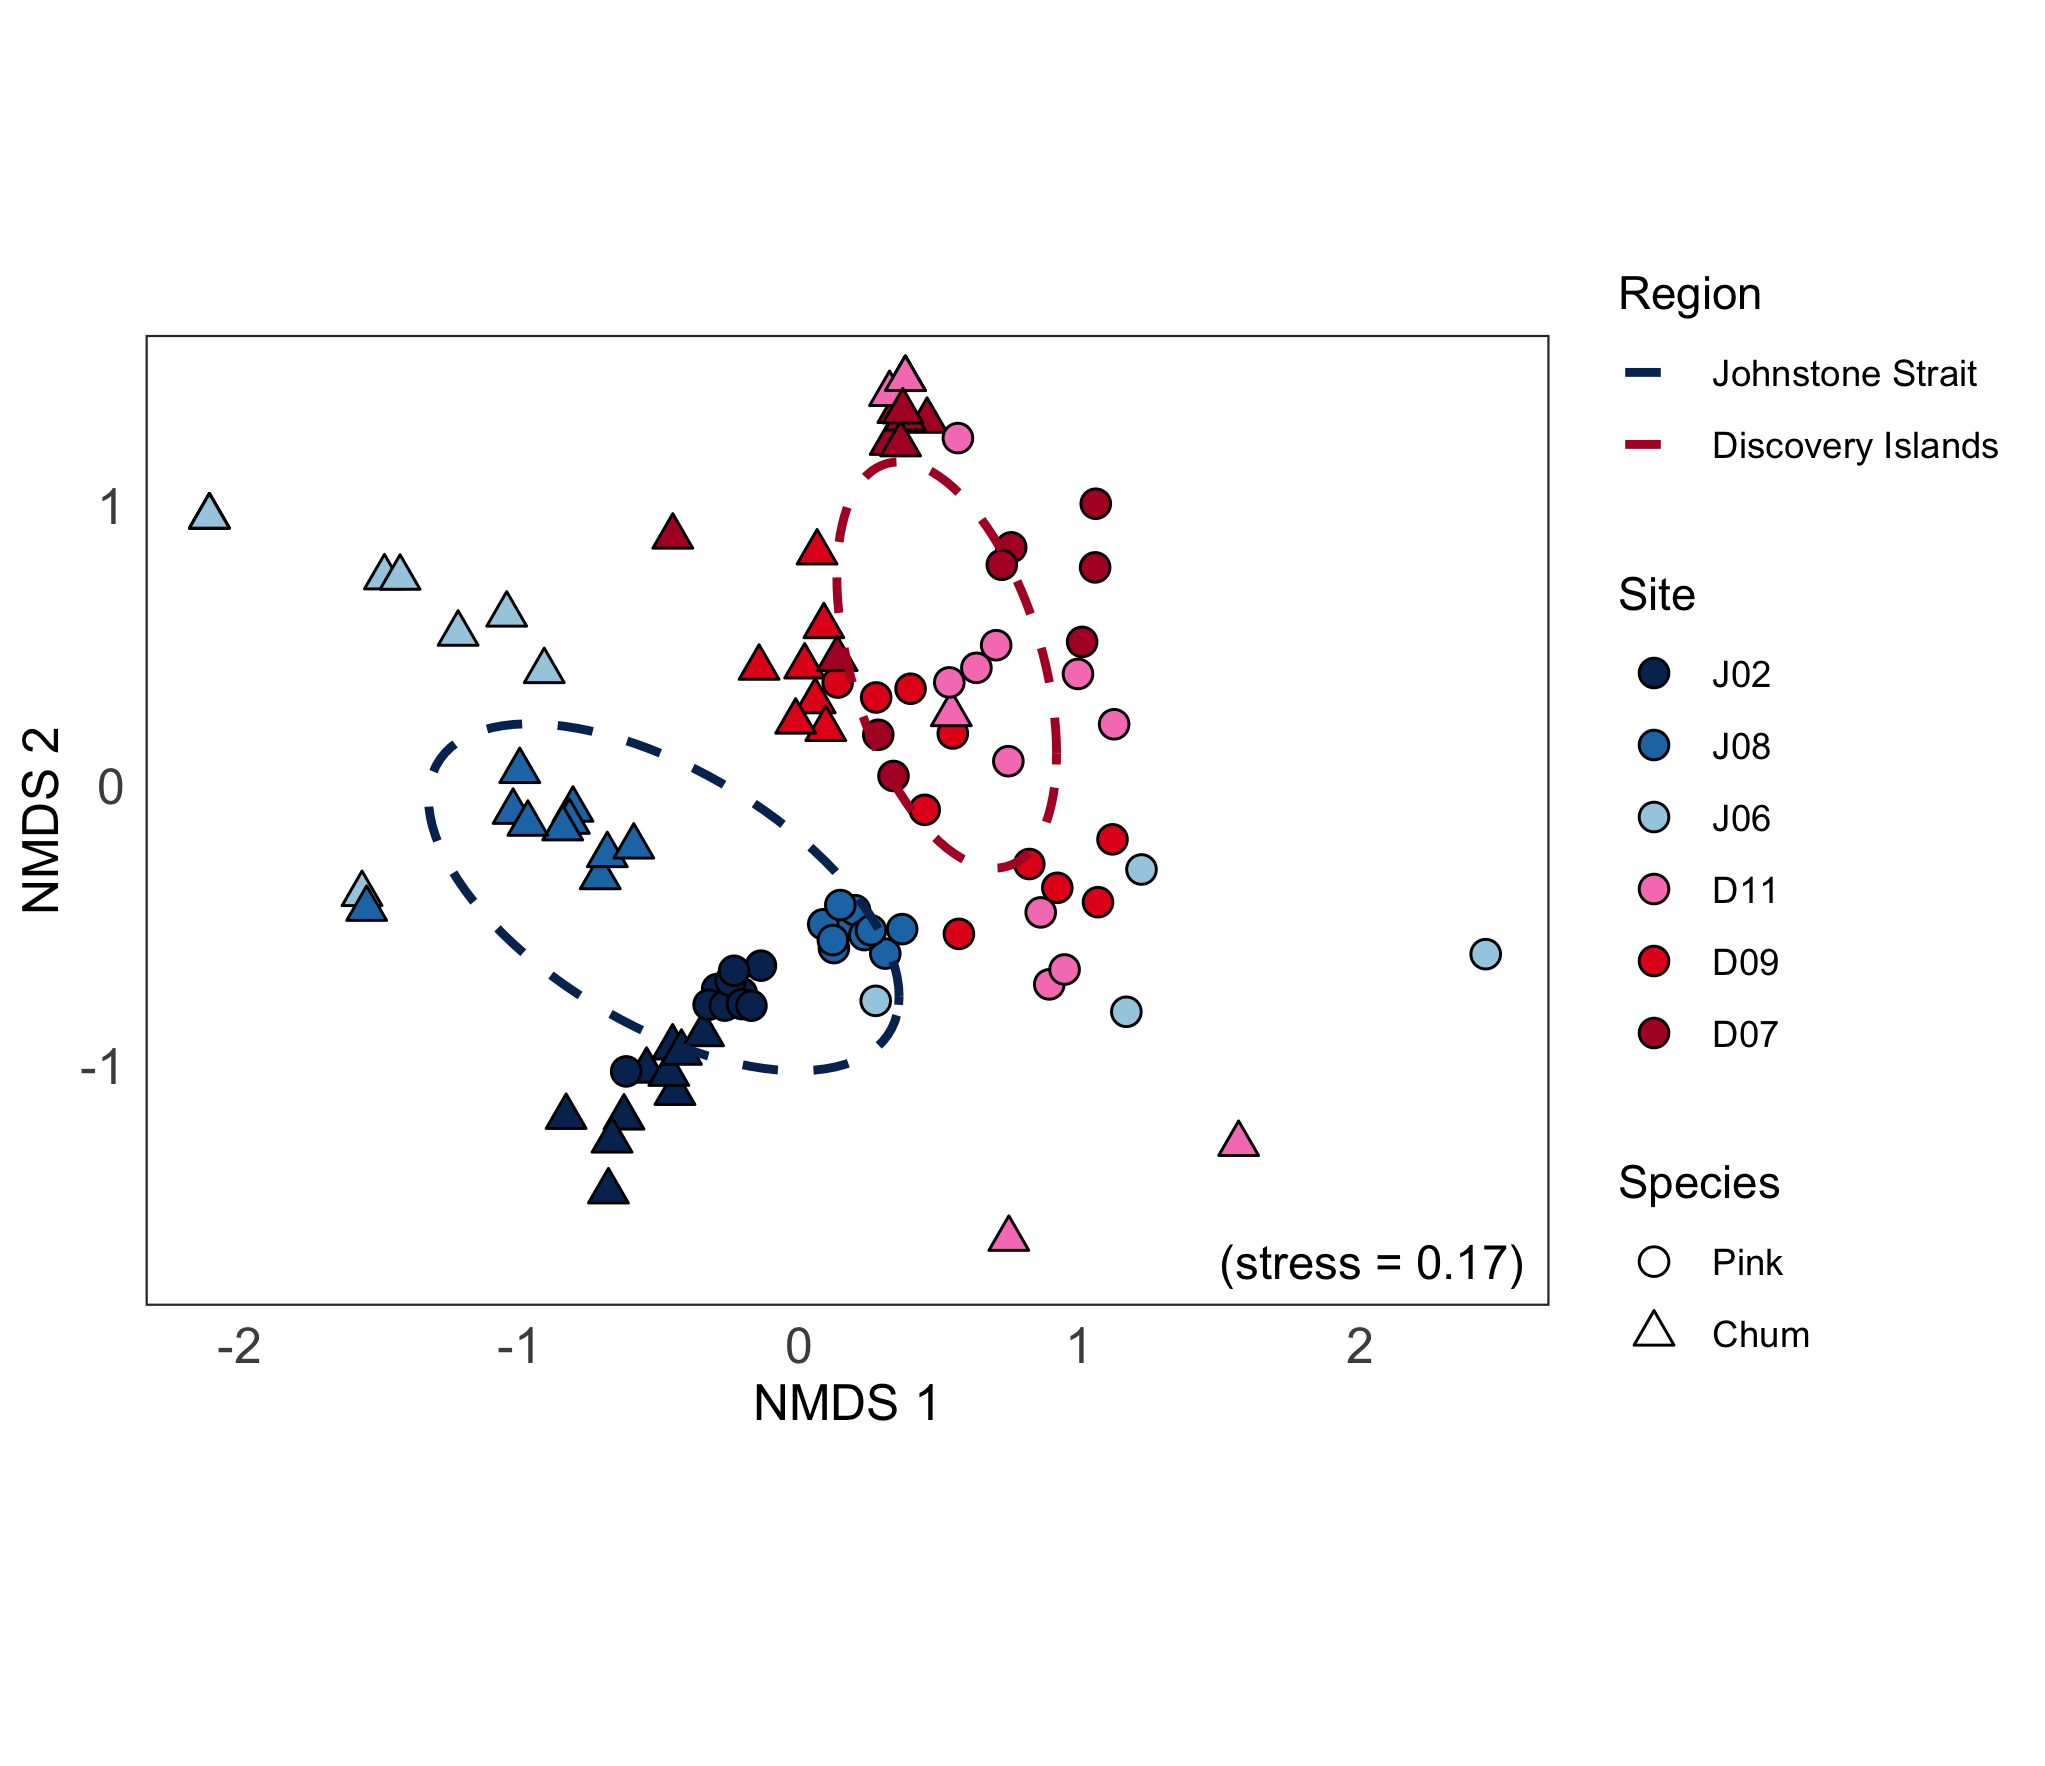 Region
Johnstone Strait
Discovery Islands
Site
J02
J08
J06
D11
D09
D07
Species
Pink
Chum
NMDS 2
1
0
-1
(stress = 0.17)
-2 -1 0 1 2
NMDS 1